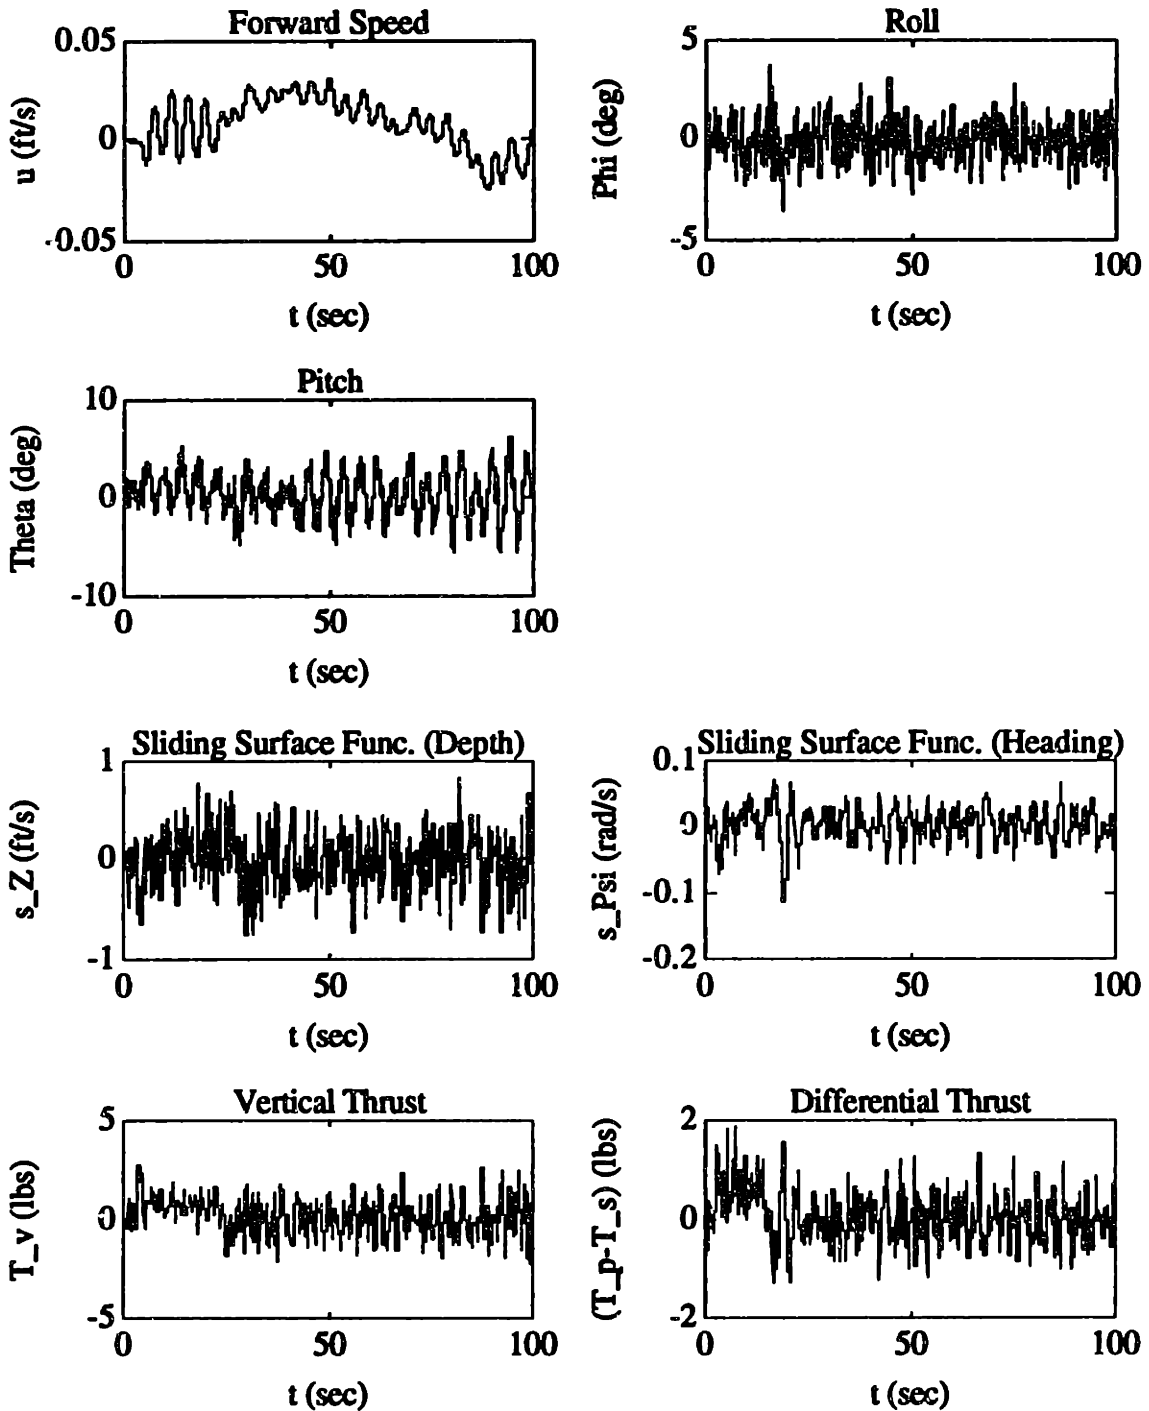 Forward Speed
0.05
0
-0.05
u (ft/s)
0 50 100
t (sec)
Roll
5
0
-5
Phi (deg)
0 50 100
t (sec)
Pitch
10
0
-10
Theta (deg)
0 50 100
t (sec)
Sliding Surface Func. (Depth)
1
0
-1
s_Z (ft/s)
0 50 100
t (sec)
Sliding Surface Func. (Heading)
0.1
0
-0.1
-0.2
s_Psi (rad/s)
0 50 100
t (sec)
Vertical Thrust
5
0
-5
T_v (lbs)
0 50 100
t (sec)
Differential Thrust
2
0
-2
(T_p-T_s) (lbs)
0 50 100
t (sec)